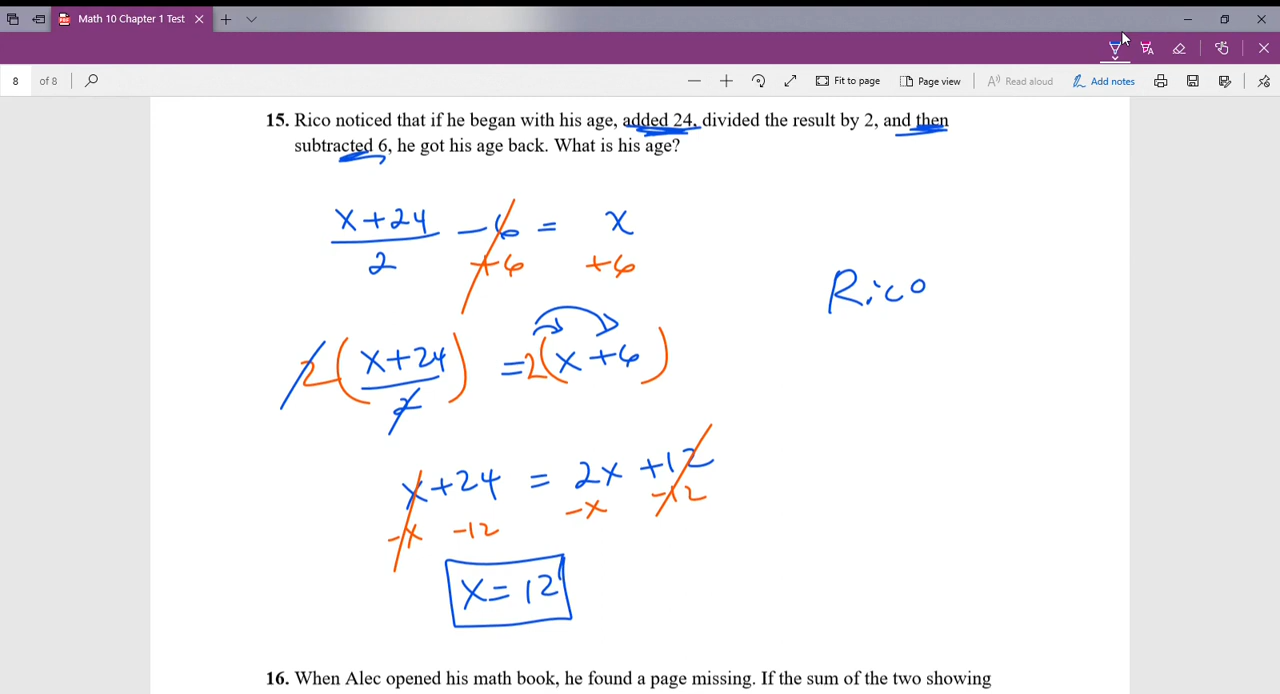 Math 10 Chapter 1 Test
8 of 8
Fit to page
Page view
Read aloud
Add notes
15. Rico noticed that if he began with his age, added 24, divided the result by 2, and then
subtracted 6, he got his age back. What is his age?
x+24 / 2 - 6 = x
+6 +6
Rico
2(x+24 / 2) = 2(x+6)
x+24 = 2x +12
-x -12 -x -12
x=12
16. When Alec opened his math book, he found a page missing. If the sum of the two showing